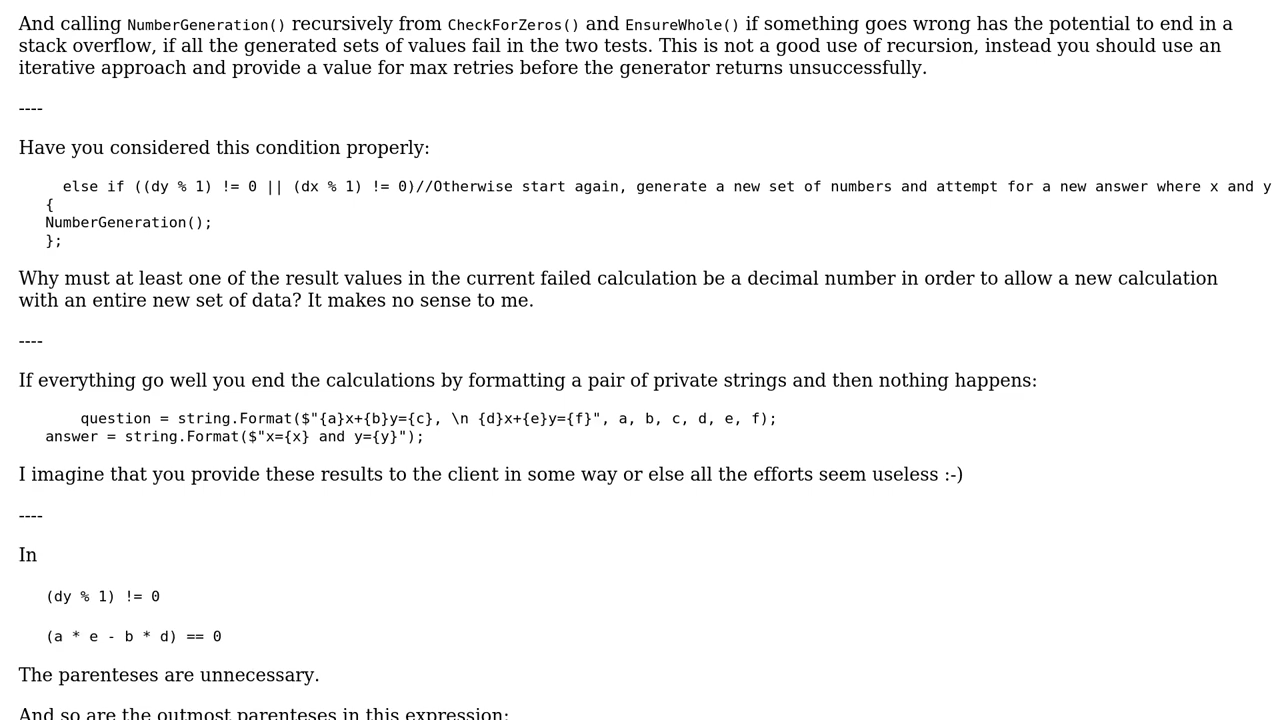 And calling NumberGeneration() recursively from CheckForZeros() and EnsureWhole() if something goes wrong has the potential to end in a
stack overflow, if all the generated sets of values fail in the two tests. This is not a good use of recursion, instead you should use an
iterative approach and provide a value for max retries before the generator returns unsuccessfully.
----
Have you considered this condition properly:
else if ((dy % 1) != 0 || (dx % 1) != 0)//Otherwise start again, generate a new set of numbers and attempt for a new answer where x and y
{
NumberGeneration();
};
Why must at least one of the result values in the current failed calculation be a decimal number in order to allow a new calculation
with an entire new set of data? It makes no sense to me.
----
If everything go well you end the calculations by formatting a pair of private strings and then nothing happens:
question = string.Format($"{a}x+{b}y={c}, \n {d}x+{e}y={f}", a, b, c, d, e, f);
answer = string.Format($"x={x} and y={y}");
I imagine that you provide these results to the client in some way or else all the efforts seem useless :-)
----
In
(dy % 1) != 0
(a * e - b * d) == 0
The parenteses are unnecessary.
And so are the outmost parenteses in this expression: